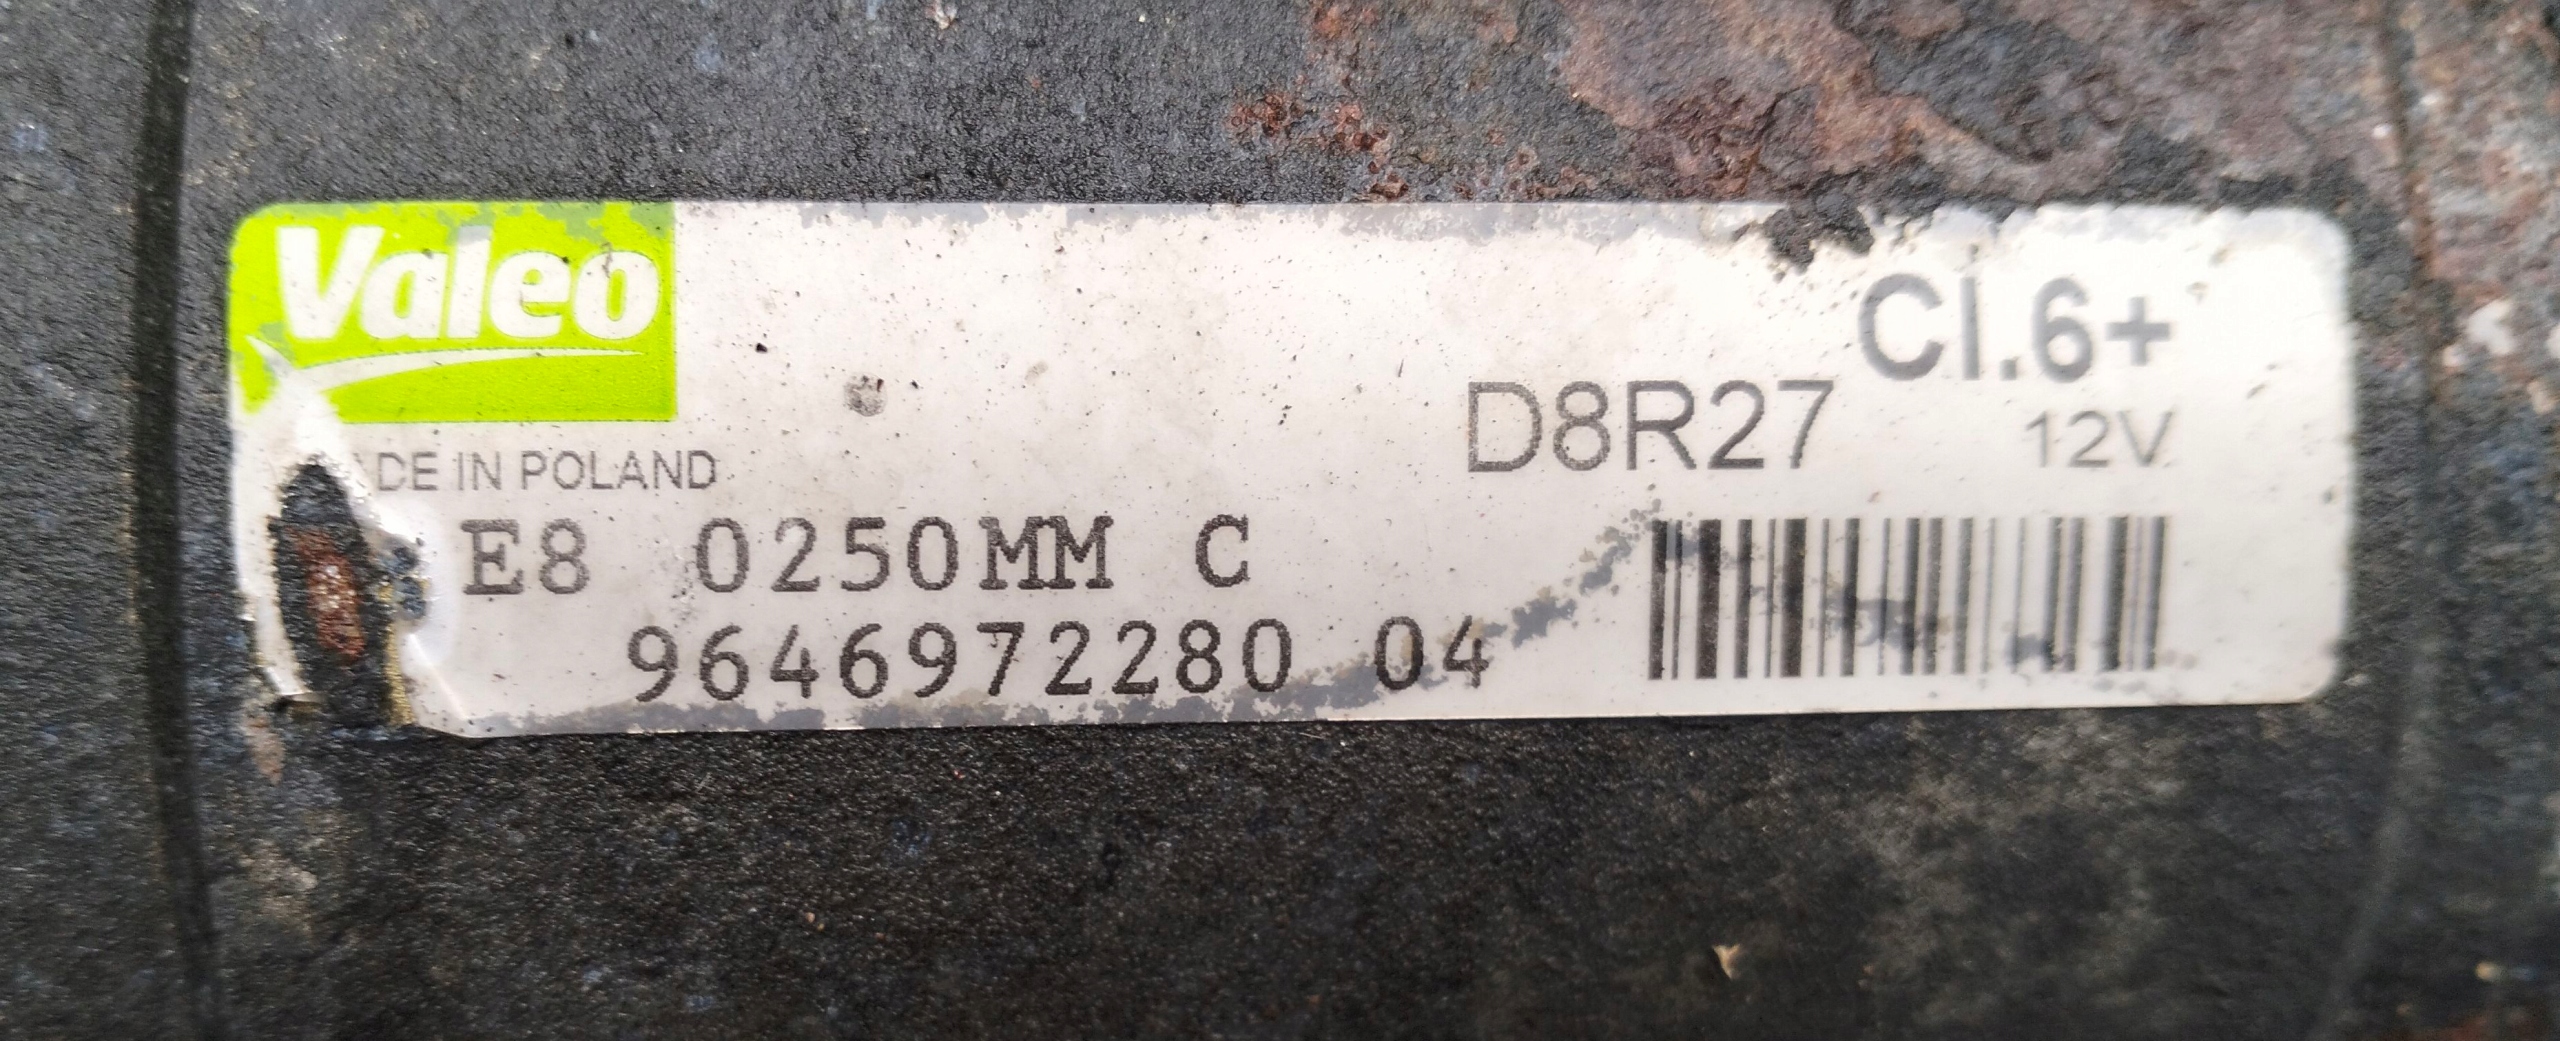 Valeo
Cl.6+
D8R27
12V
ADE IN POLAND
E8 0250MM C
9646972280 04